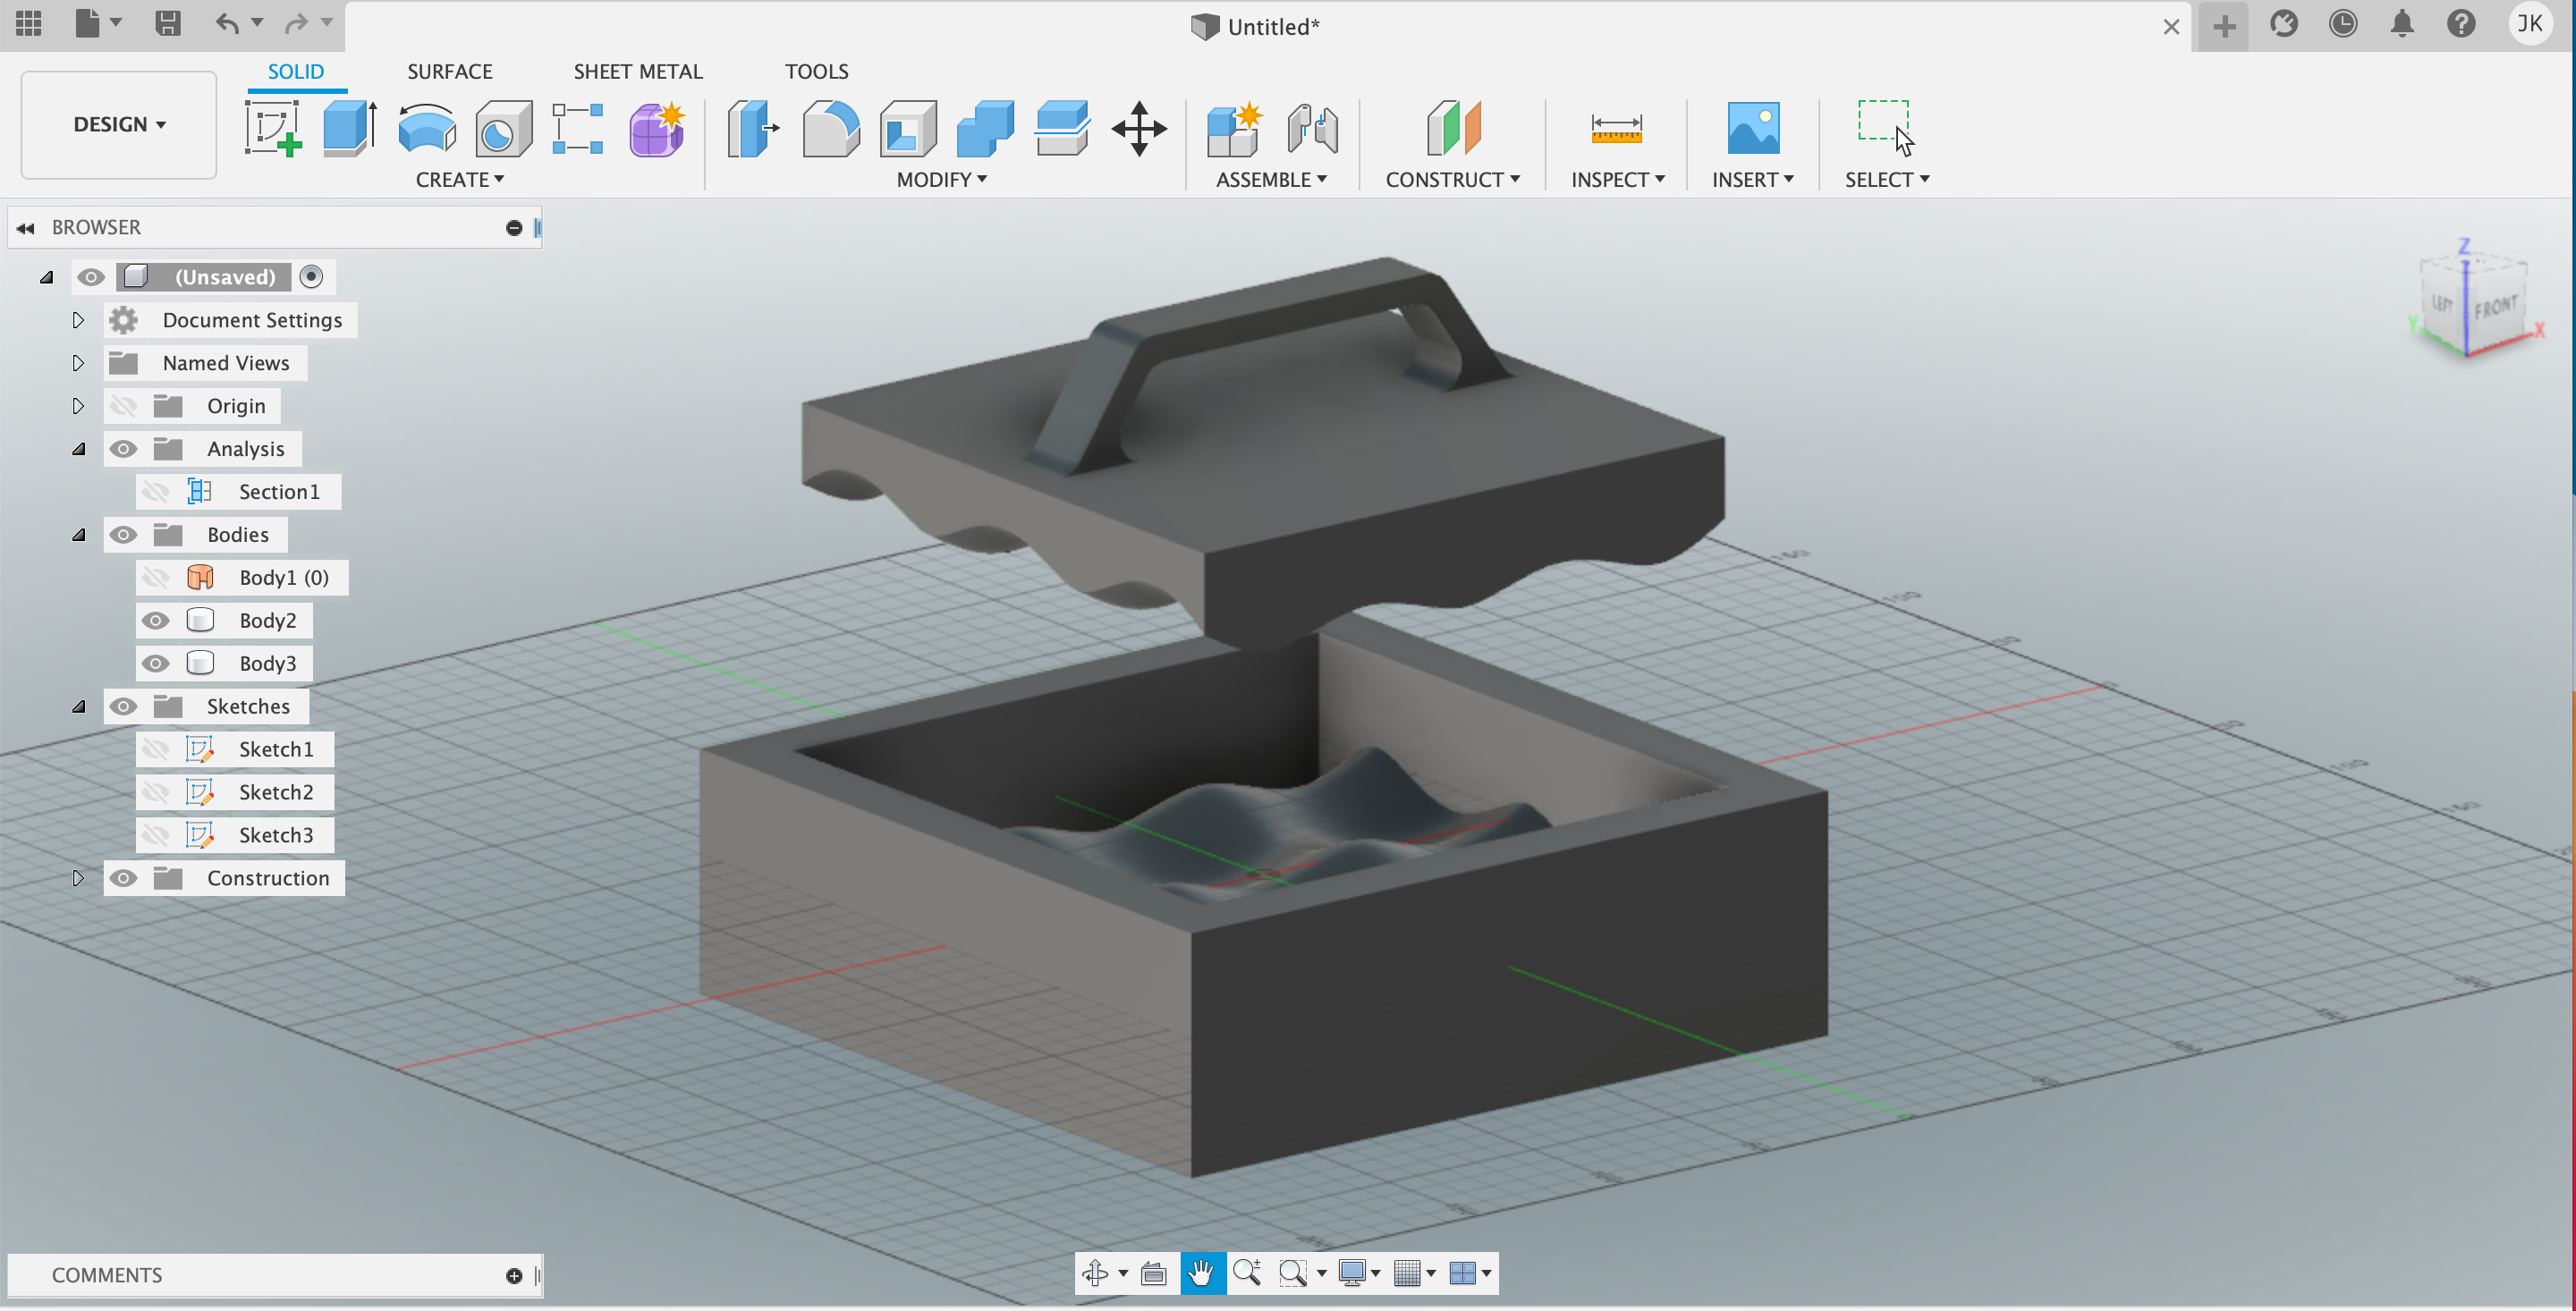 Untitled*
JK
SOLID SURFACE SHEET METAL TOOLS
DESIGN
CREATE MODIFY ASSEMBLE CONSTRUCT INSPECT INSERT SELECT
BROWSER
(Unsaved)
Document Settings
Named Views
Origin
Analysis
Section1
Bodies
Body1 (0)
Body2
Body3
Sketches
Sketch1
Sketch2
Sketch3
Construction
Z
LEFT FRONT
Y X
COMMENTS